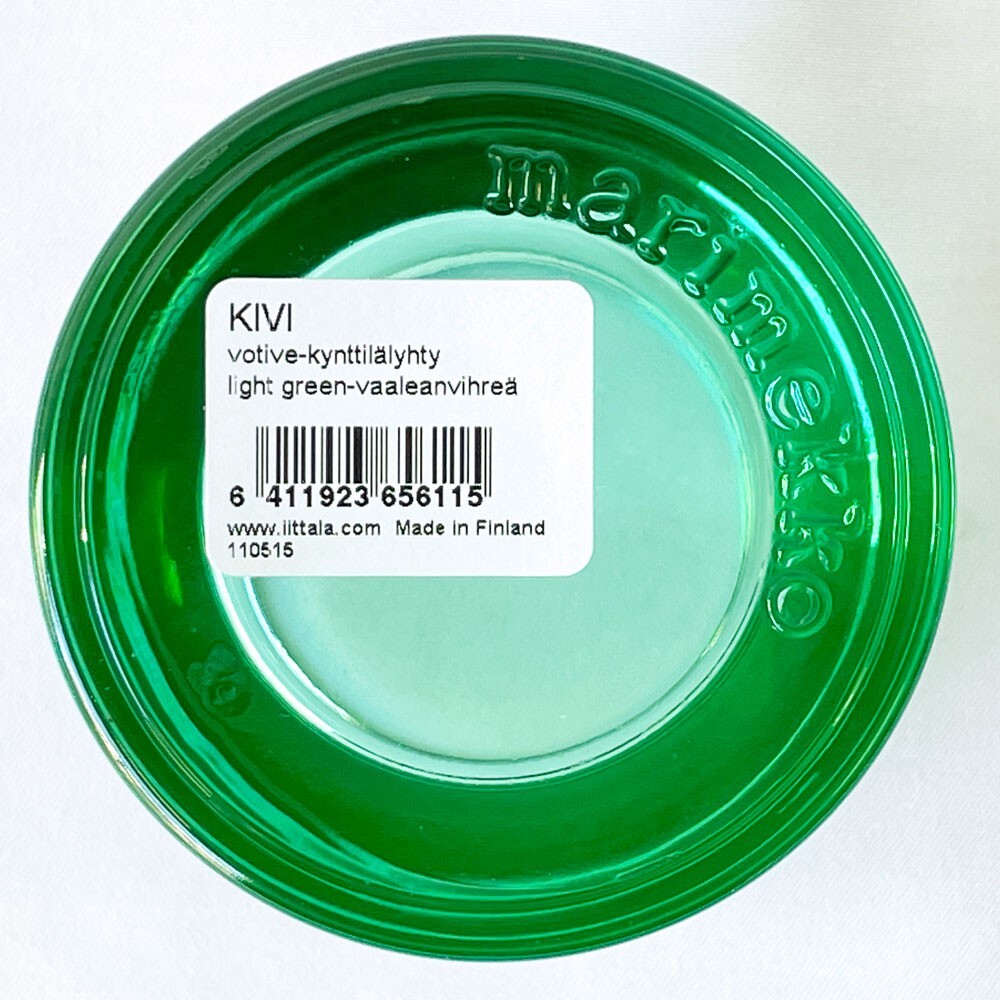 marimekko
KIVI
votive-kynttilälyhty
light green-vaaleanvihreä
6 411923 656115
www.iittala.com Made in Finland
110515